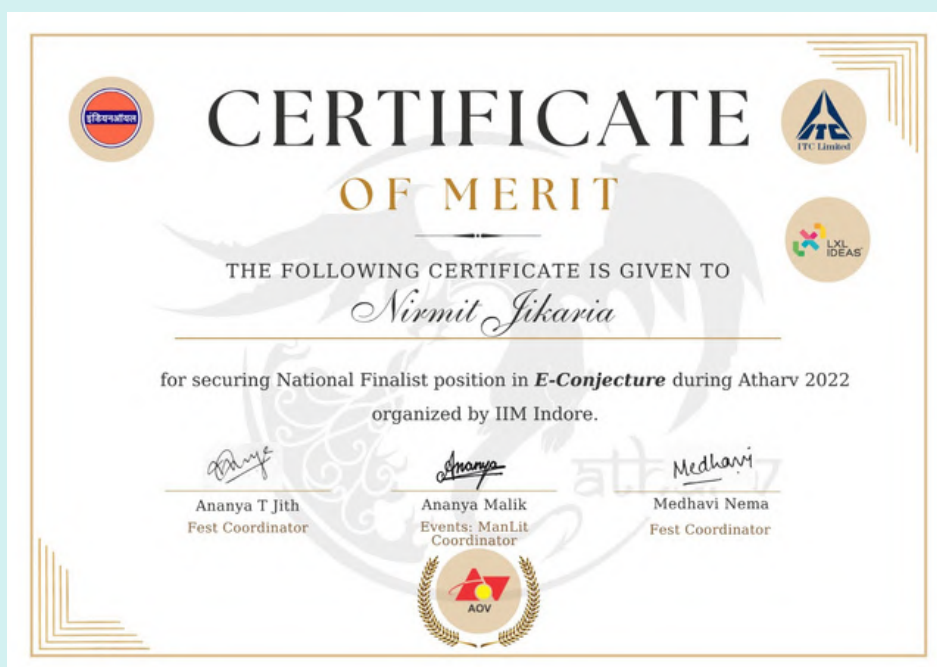 इंडियनऑयल
CERTIFICATE
ITC Limited
OF MERIT
LXL
IDEAS
THE FOLLOWING CERTIFICATE IS GIVEN TO
Nirmit Jikaria
for securing National Finalist position in E-Conjecture during Atharv 2022
organized by IIM Indore.
Ananya
Medhavi
atharv
Ananya T Jith
Ananya Malik
Medhavi Nema
Fest Coordinator
Events: ManLit
Coordinator
Fest Coordinator
AOV